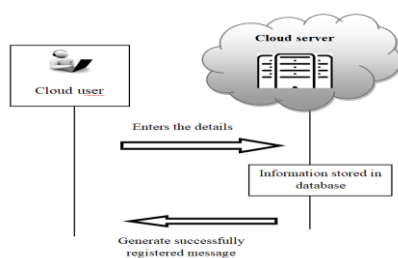 Cloud server
Cloud user
Enters the details
Information stored in
database
Generate successfully
registered message